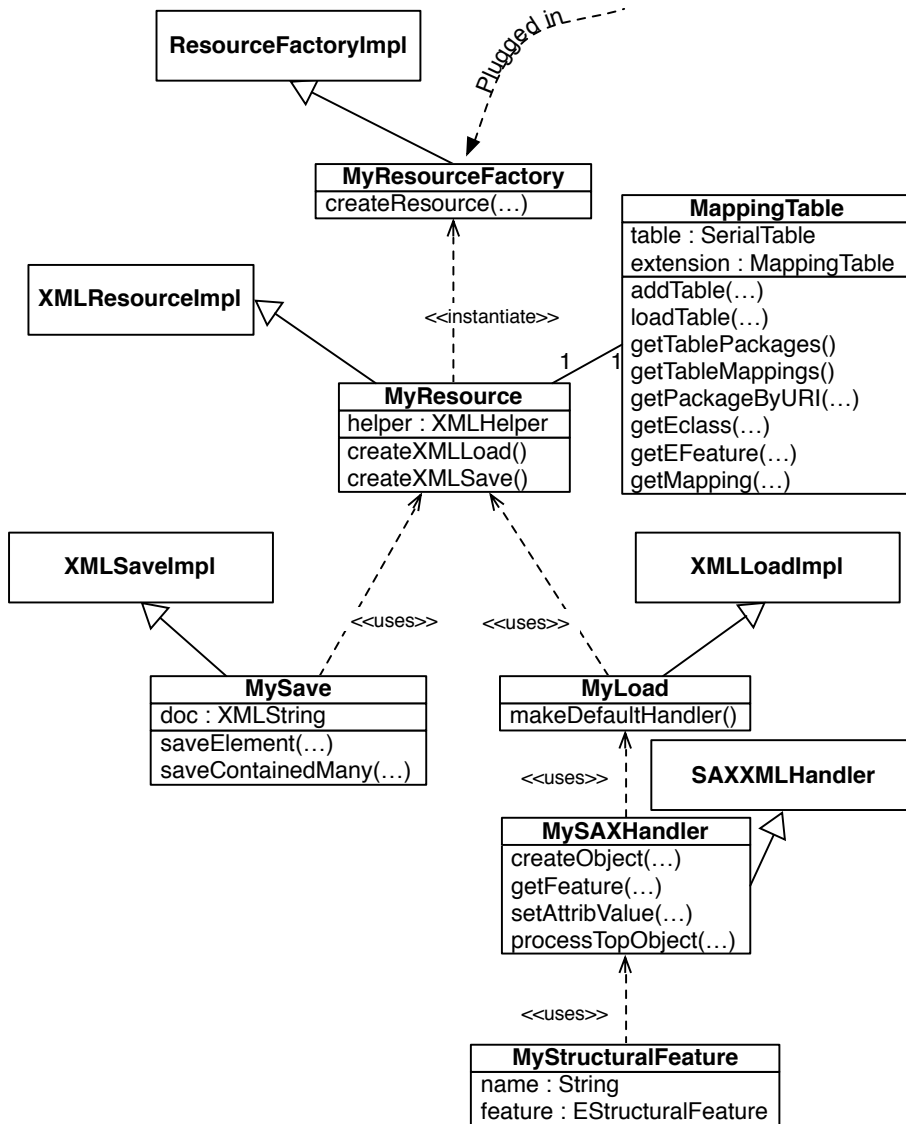 Plugged in
ResourceFactoryImpl
MyResourceFactory
createResource(…)
MappingTable
table : SerialTable
extension : MappingTable
addTable(…)
loadTable(…)
getTablePackages()
getTableMappings()
getPackageByURI(…)
getEclass(…)
getEFeature(…)
getMapping(…)
XMLResourceImpl
<<instantiate>>
1
1
MyResource
helper : XMLHelper
createXMLLoad()
createXMLSave()
XMLSaveImpl
XMLLoadImpl
<<uses>>
<<uses>>
MySave
doc : XMLString
saveElement(…)
saveContainedMany(…)
MyLoad
makeDefaultHandler()
<<uses>>
SAXXMLHandler
MySAXHandler
createObject(…)
getFeature(…)
setAttribValue(…)
processTopObject(…)
<<uses>>
MyStructuralFeature
name : String
feature : EStructuralFeature